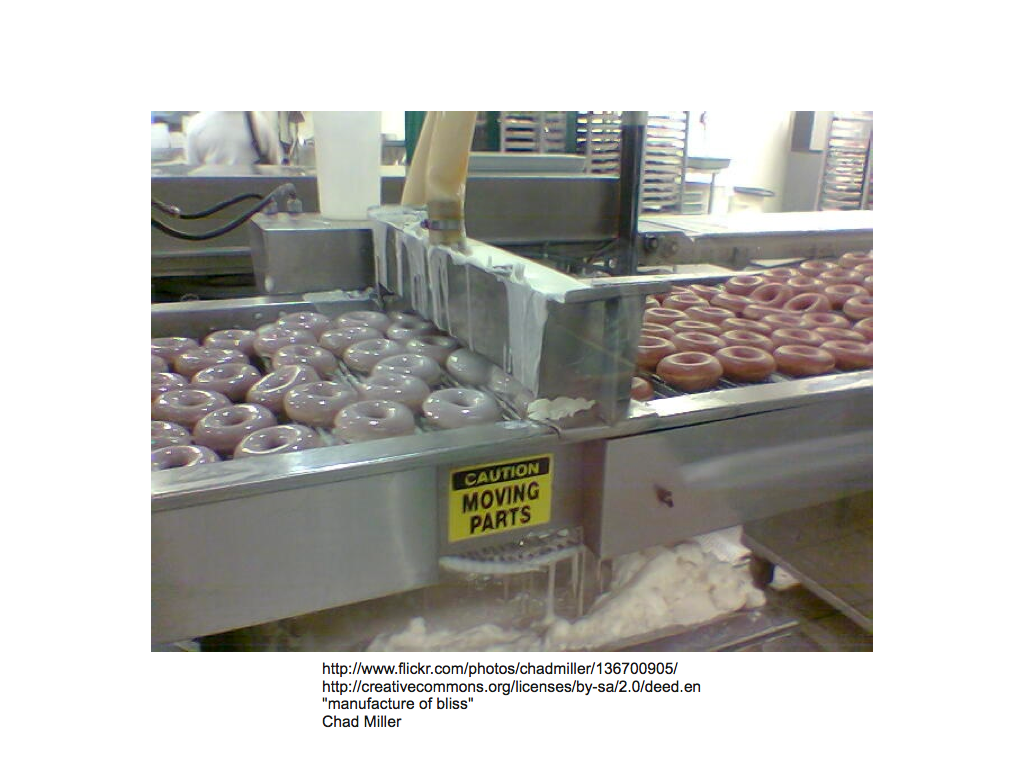 CAUTION
MOVING
PARTS
http://www.flickr.com/photos/chadmiller/136700905/
http://creativecommons.org/licenses/by-sa/2.0/deed.en
"manufacture of bliss"
Chad Miller